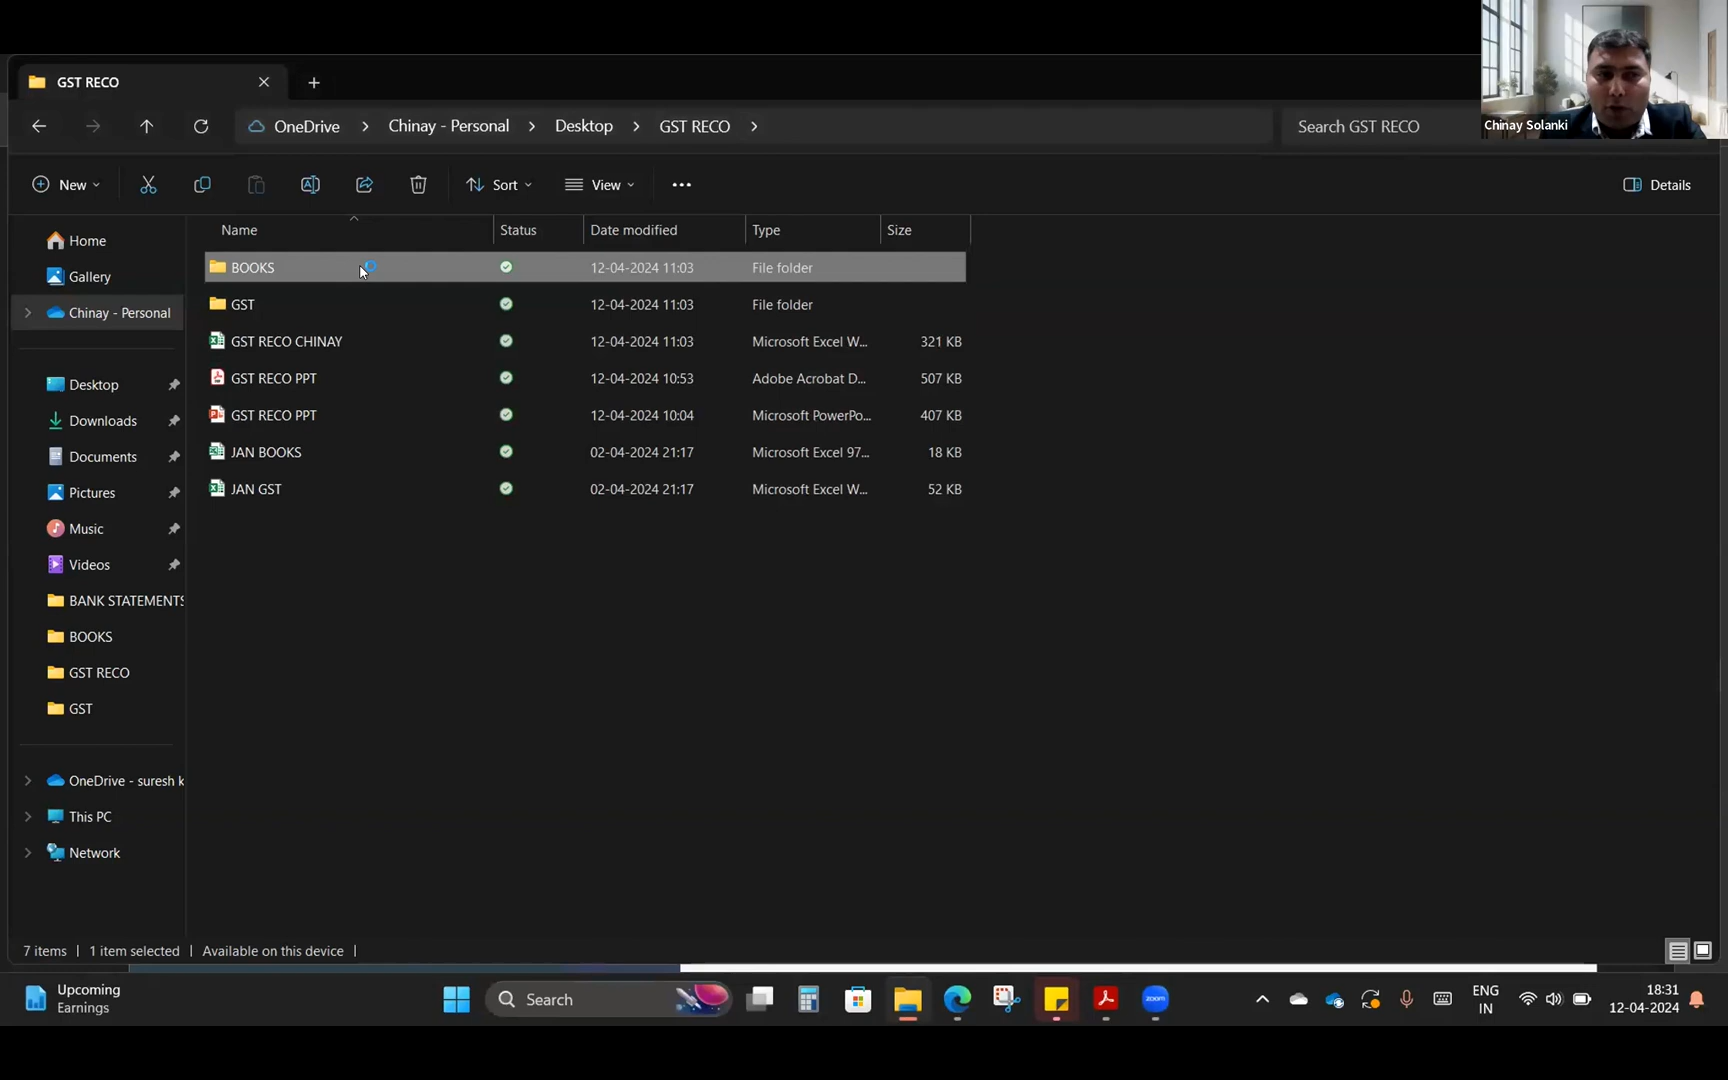 GST RECO
Chinay Solanki
OneDrive > Chinay - Personal > Desktop > GST RECO >
Search GST RECO
New
Sort
View
Details
Name
Status
Date modified
Type
Size
BOOKS 12-04-2024 11:03 File folder
GST 12-04-2024 11:03 File folder
GST RECO CHINAY 12-04-2024 11:03 Microsoft Excel W... 321 KB
GST RECO PPT 12-04-2024 10:53 Adobe Acrobat D... 507 KB
GST RECO PPT 12-04-2024 10:04 Microsoft PowerPo... 407 KB
JAN BOOKS 02-04-2024 21:17 Microsoft Excel 97... 18 KB
JAN GST 02-04-2024 21:17 Microsoft Excel W... 52 KB
Home
Gallery
Chinay - Personal
Desktop
Downloads
Documents
Pictures
Music
Videos
BANK STATEMENTS
BOOKS
GST RECO
GST
OneDrive - suresh k
This PC
Network
7 items | 1 item selected | Available on this device |
Upcoming
Earnings
Search
zoom
ENG
IN
18:31
12-04-2024